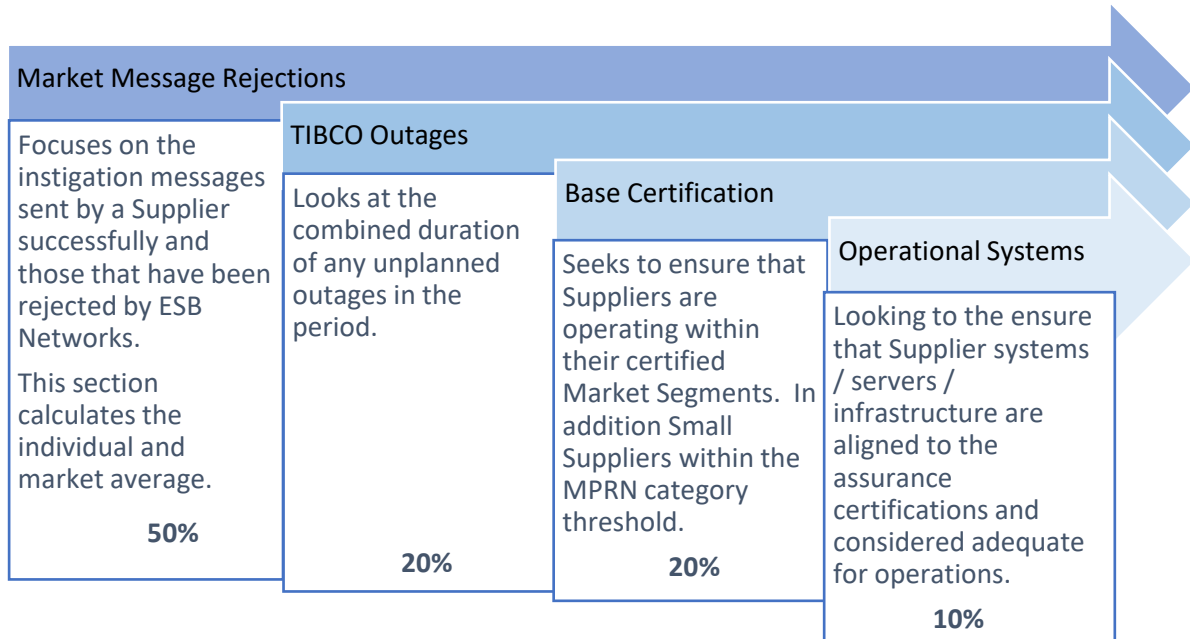 Market Message Rejections
Focuses on the
instigation messages
sent by a Supplier
successfully and
those that have been
rejected by ESB
Networks.
This section
calculates the
individual and
market average.
50%
TIBCO Outages
Looks at the
combined duration
of any unplanned
outages in the
period.
20%
Base Certification
Seeks to ensure that
Suppliers are
operating within
their certified
Market Segments.  In
addition Small
Suppliers within the
MPRN category
threshold.
20%
Operational Systems
Looking to the ensure
that Supplier systems
/ servers /
infrastructure are
aligned to the
assurance
certifications and
considered adequate
for operations.
10%